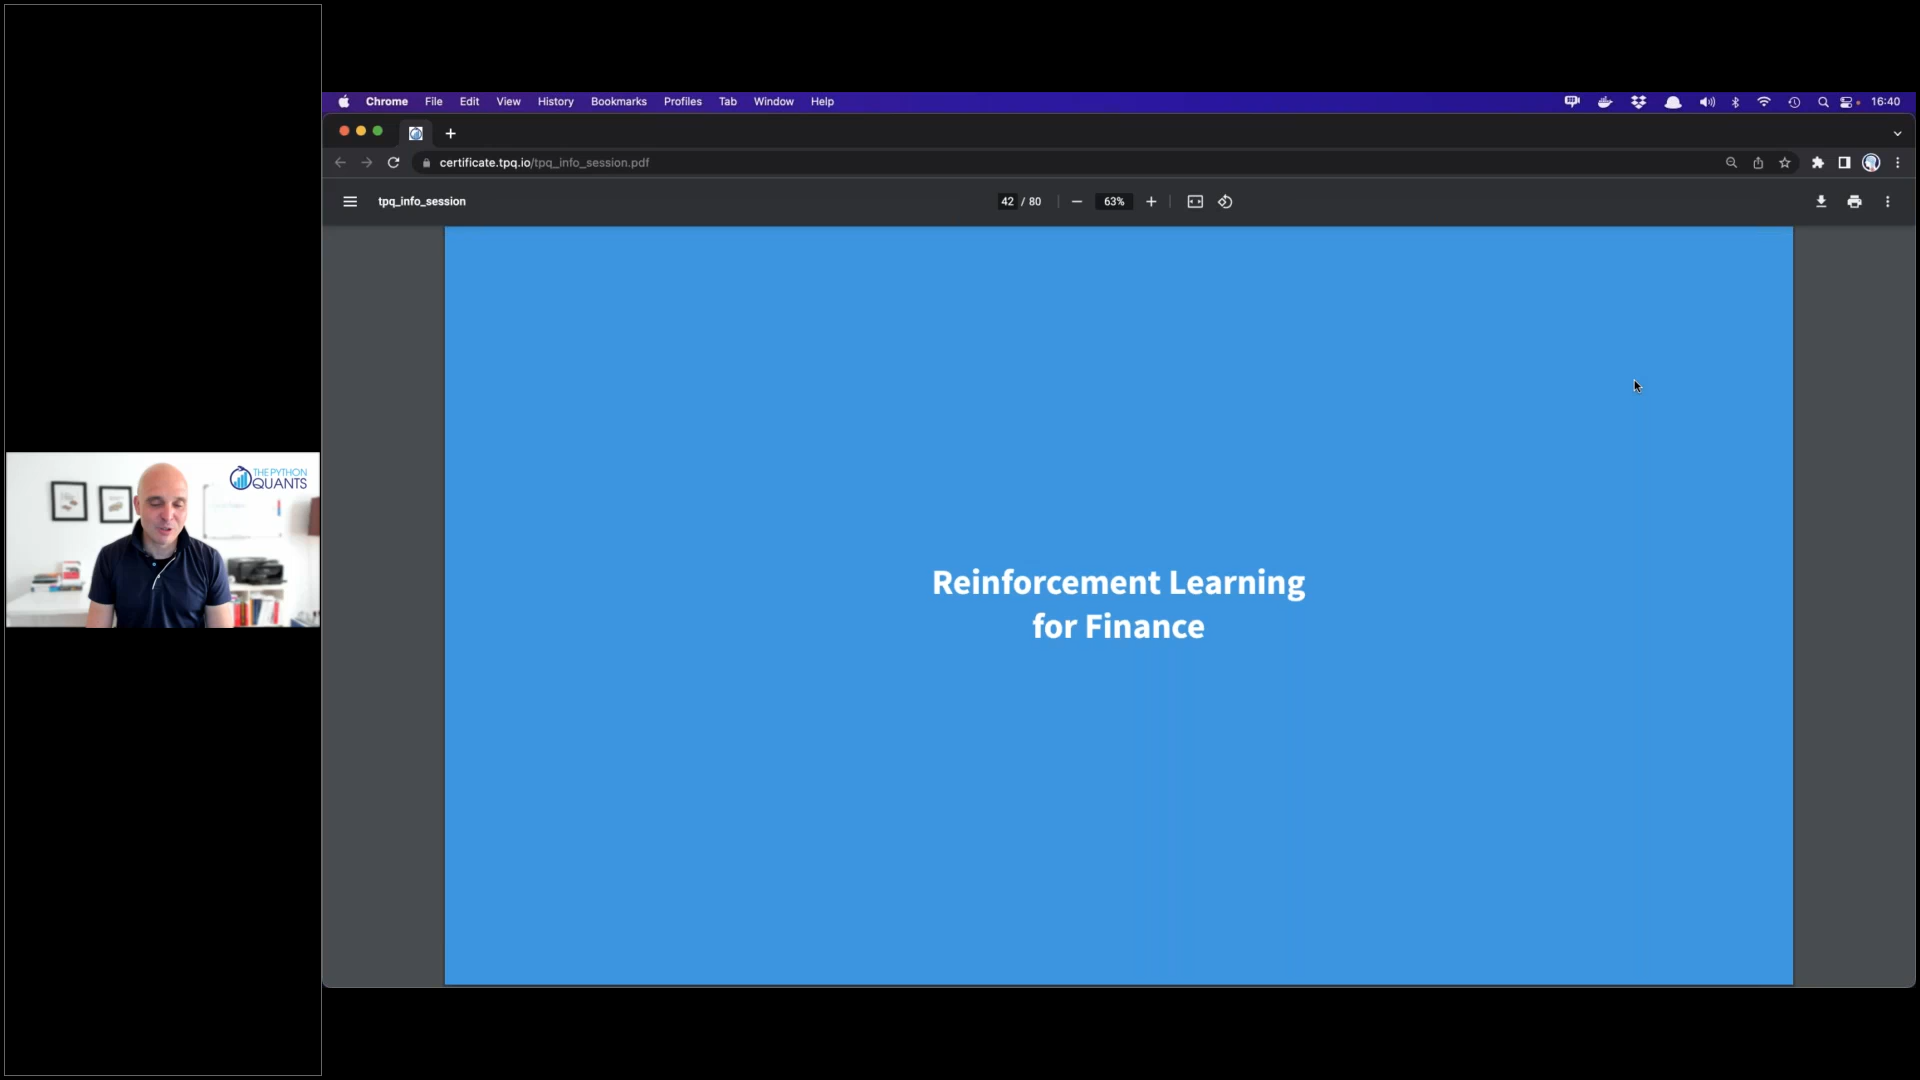 Chrome File Edit View History Bookmarks Profiles Tab Window Help 16:40
certificate.tpq.io/tpq_info_session.pdf
tpq_info_session 42 / 80 63%
THE PYTHON
QUANTS
Reinforcement Learning
for Finance